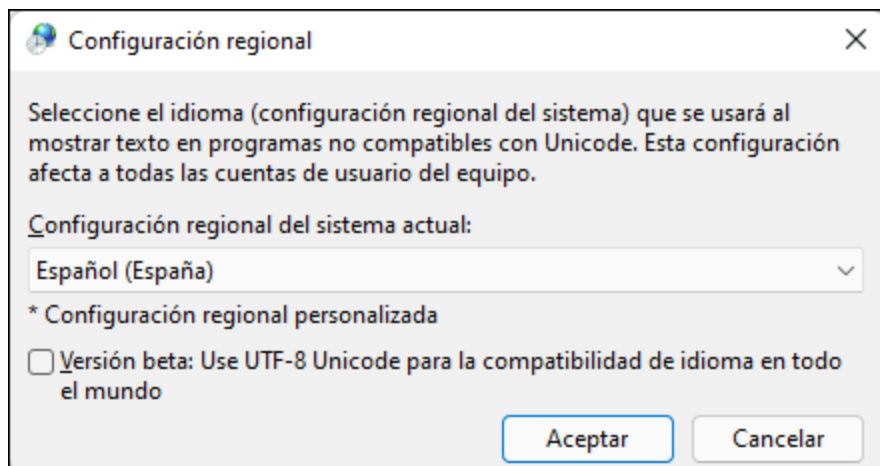 Configuración regional
Seleccione el idioma (configuración regional del sistema) que se usará al
mostrar texto en programas no compatibles con Unicode. Esta configuración
afecta a todas las cuentas de usuario del equipo.
Configuración regional del sistema actual:
Español (España)
* Configuración regional personalizada
Versión beta: Use UTF-8 Unicode para la compatibilidad de idioma en todo
el mundo
Aceptar Cancelar